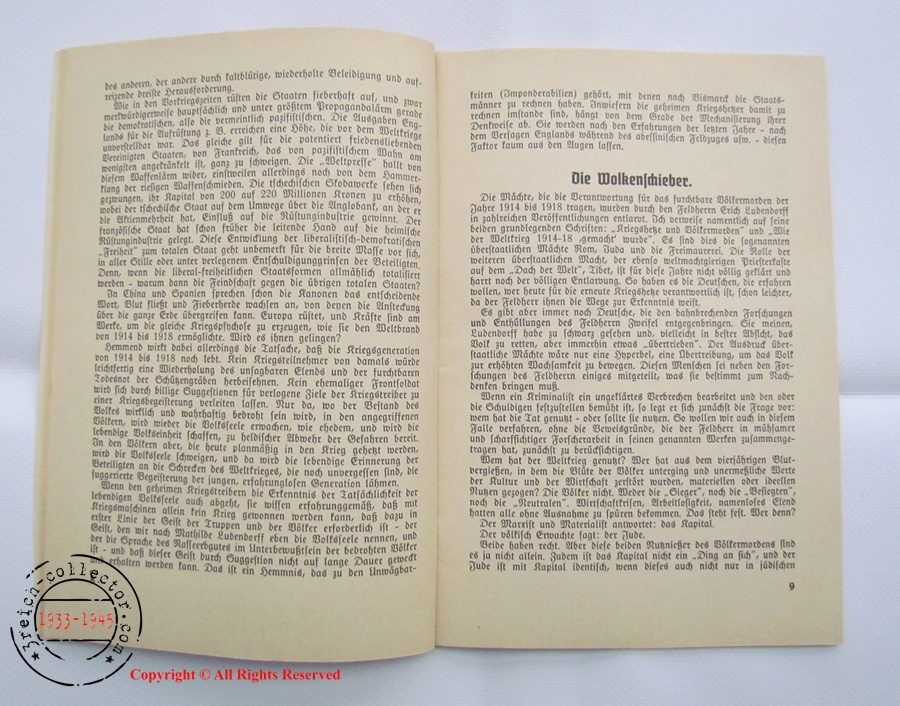 des anderen, der andere durch kaltblütige, wiederholte Beleidigung und auf-
reizende dreiste Herausforderung.
Wie in den Vorkriegszeiten rüsten die Staaten fieberhaft auf, und zwar
merkwürdigerweise hauptsächlich und unter größtem Propagandalärm gerade
die demokratischen, also die vermeintlich pazifistischen. Die Ausgaben Eng-
lands für die Aufrüstung z. B. erreichen eine Höhe, die vor dem Weltkriege
unvorstellbar war. Das gleiche gilt für die patentiert friedensliebenden
Vereinigten Staaten, von Frankreich, das vom pazifistischen Wahn am
wenigsten angekränkelt ist, ganz zu schweigen. Die „Weltpresse" hallt von
diesem Waffenlärm wider, einstweilen allerdings noch von dem Hammer-
klang der riesigen Waffenschmieden. Die tschechischen Skodawerke sehen sich
gezwungen, ihr Kapital von 200 auf 220 Millionen Kronen zu erhöhen,
wobei der tschechische Staat auf dem Umwege über die Anglobank, an der er
die Aktienmehrheit hat, Einfluß auf die Rüstungindustrie gewinnt. Der
französische Staat hat schon früher die leitende Hand auf die heimische
Rüstungindustrie gelegt. Diese Entwicklung der liberalistisch-demokratischen
„Freiheit" zum totalen Staat geht unbemerkt für die breite Masse vor sich,
in aller Stille oder unter verlegenem Entschuldigunggrinsen der Beteiligten.
Denn, wenn die liberal-freiheitlichen Staatsformen allmählich totalisiert
werden - warum dann die Feindschaft gegen die übrigen totalen Staaten?
In China und Spanien sprechen schon die Kanonen das entscheidende
Wort, Blut fließt und Fieberherde wachsen an, von denen die Ansteckung
über die ganze Erde übergreifen kann. Europa rüstet, und Kräfte sind am
Werke, um die gleiche Kriegspsychose zu erzeugen, wie sie den Weltbrand
von 1914 bis 1918 ermöglichte. Wird es ihnen gelingen?
Hemmend wirkt dabei allerdings die Tatsache, daß die Kriegsgeneration
von 1914 bis 1918 noch lebt. Kein Kriegsteilnehmer von damals würde
leichtfertig eine Wiederholung des unsagbaren Elends und der furchtbaren
Todesnot der Schützengräben herbeisehnen. Kein ehemaliger Frontsoldat
wird sich durch billige Suggestionen für verlogene Ziele der Kriegstreiber zu
einer Kriegsbegeisterung verleiten lassen. Nur da, wo der Bestand des
Volkes wirklich und wahrhaftig bedroht sein wird, in den angegriffenen
Völkern, wird wieder die Volksseele erwachen, wie ehedem, und wird die
lebendige Volkseinheit schaffen, zu heldischer Abwehr der Gefahren bereit.
In den Völkern aber, die heute planmäßig in den Krieg gehetzt werden,
wird die Volksseele schweigen, und da wird die lebendige Erinnerung der
Beteiligten an die Schrecken des Weltkrieges, die noch unvergessen sind, die
suggerierte Begeisterung der jungen, erfahrunglosen Generation lähmen.
Wenn den geheimen Kriegstreibern die Erkenntnis der Tatsächlichkeit der
lebendigen Volksseele auch abgeht, sie wissen erfahrunggemäß, daß mit
Kriegsmaschinen allein kein Krieg gewonnen werden kann, daß dazu in
erster Linie der Geist der Truppen und der Völker erforderlich ist - der
Geist, den wir nach Mathilde Ludendorff eben die Volksseele nennen, und
der die Sprache des Rasseerbgutes im Unterbewußtsein der bedrohten Völker
ist - und daß dieser Geist durch Suggestion nicht auf lange Dauer geweckt
und erhalten werden kann. Das ist ein Hemmnis, das zu den Unwägbar-
keiten (Imponderabilien) gehört, mit denen nach Bismarck die Staats-
männer zu rechnen haben. Inwiefern die geheimen Kriegshetzer damit zu
rechnen imstande sind, hängt von dem Grade der Mechanisierung ihrer
Denkweise ab. Sie werden nach den Erfahrungen der letzten Jahre - nach
dem Versagen Englands während des abessinischen Feldzuges usw. - diesen
Faktor kaum aus den Augen lassen.
Die Wolkenschieber.
Die Mächte, die die Verantwortung für das furchtbare Völkermorden der
Jahre 1914 bis 1918 tragen, wurden durch den Feldherrn Erich Ludendorff
in zahlreichen Veröffentlichungen entlarvt. Ich verweise namentlich auf seine
beiden grundlegenden Schriften: „Kriegshetze und Völkermorden" und „Wie
der Weltkrieg 1914-18 ‚gemacht' wurde". Es sind dies die sogenannten
überstaatlichen Mächte Rom, Juda und die Freimaurerei. Die Rolle der
weiteren überstaatlichen Macht, der ebenso weltmachtgierigen Priesterkaste
auf dem „Dach der Welt", Tibet, ist für diese Jahre nicht völlig geklärt und
harrt noch der völligen Entlarvung. So haben es die Deutschen, die erfahren
wollen, wer heute für die erneute Kriegshetze verantwortlich ist, schon leichter,
da der Feldherr ihnen die Wege zur Erkenntnis weist.
Es gibt aber immer noch Deutsche, die den bahnbrechenden Forschungen
und Enthüllungen des Feldherrn Zweifel entgegenbringen. Sie meinen,
Ludendorff habe zu schwarz gesehen und, vielleicht in bester Absicht, das
Volk zu retten, aber immerhin etwas „übertrieben". Der Ausdruck über-
staatliche Mächte wäre nur eine Hyperbel, eine Übertreibung, um das Volk
zur erhöhten Wachsamkeit zu bewegen. Diesen Menschen sei neben den For-
schungen des Feldherrn einiges mitgeteilt, was sie bestimmt zum Nach-
denken bringen muß.
Wenn ein Kriminalist ein ungeklärtes Verbrechen bearbeitet und den oder
die Schuldigen festzustellen bemüht ist, so legt er sich zunächst die Frage vor:
wem hat die Tat genutzt - oder sollte sie nutzen. So wollen wir auch in diesem
Falle verfahren, ohne die Beweisgründe, die der Feldherr in mühsamer
und scharfsichtiger Forscherarbeit in seinen genannten Werken zusammenge-
tragen hat, zunächst zu berücksichtigen.
Wem hat der Weltkrieg genutzt? Wer hat aus dem vierjährigen Blut-
vergießen, in dem die Blüte der Völker unterging und unermeßliche Werte
der Kultur und der Wirtschaft zerstört wurden, materiellen oder ideellen
Nutzen gezogen? Die Völker nicht. Weder die „Sieger", noch die „Besiegten",
noch die „Neutralen". Wirtschaftkrisen, Arbeitlosigkeit, namenloses Elend
hatten alle ohne Ausnahme zu spüren bekommen. Das steht fest. Wer denn?
Der Marxist und Materialist antwortet: das Kapital.
Der völkisch Erwachte sagt: der Jude.
Beide haben recht. Aber diese beiden Nutznießer des Völkermordens sind
es ja nicht allein. Zudem ist das Kapital nicht ein „Ding an sich", und der
Jude ist mit Kapital identisch, wenn dieses auch nicht nur in jüdischen
9
3reich-collector.com
1933-1945
Copyright © All Rights Reserved